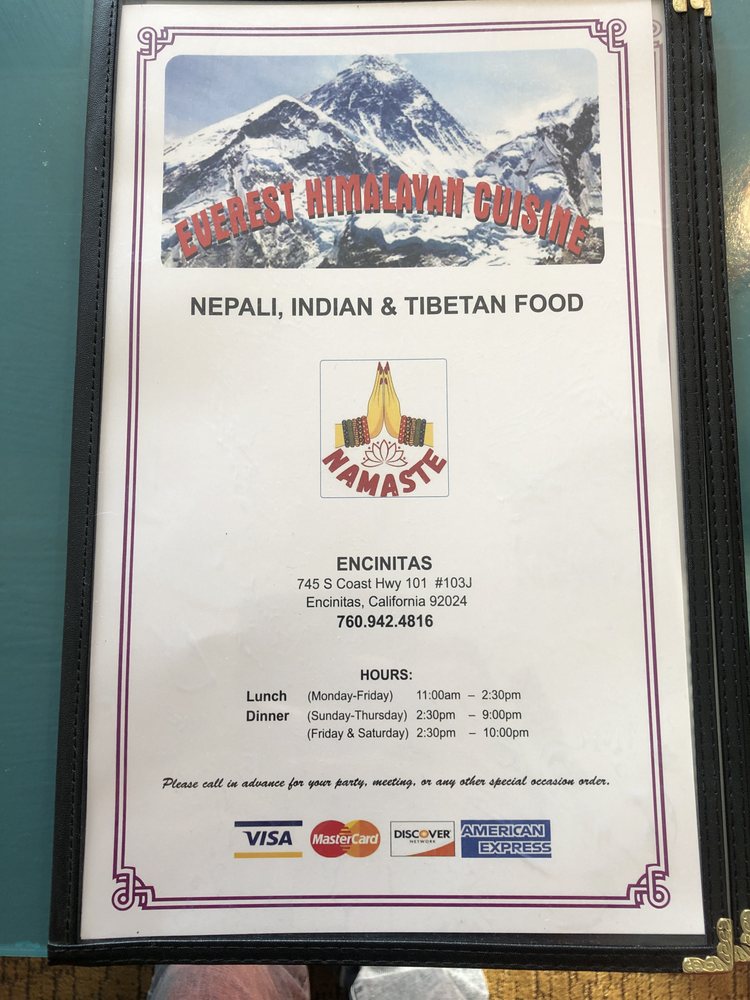 EVEREST HIMALAYAN CUISINE
NEPALI, INDIAN & TIBETAN FOOD
NAMASTE
ENCINITAS
745 S Coast Hwy 101 #103J
Encinitas, California 92024
760.942.4816
HOURS:
Lunch (Monday-Friday) 11:00am – 2:30pm
Dinner (Sunday-Thursday) 2:30pm – 9:00pm
(Friday & Saturday) 2:30pm – 10:00pm
Please call in advance for your party, meeting, or any other special occasion order.
VISA MasterCard DISCOVER NETWORK AMERICAN EXPRESS